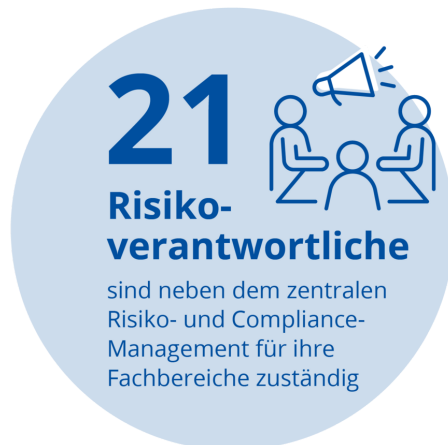 21
Risiko-
verantwortliche
sind neben dem zentralen
Risiko- und Compliance-
Management für ihre
Fachbereiche zuständig